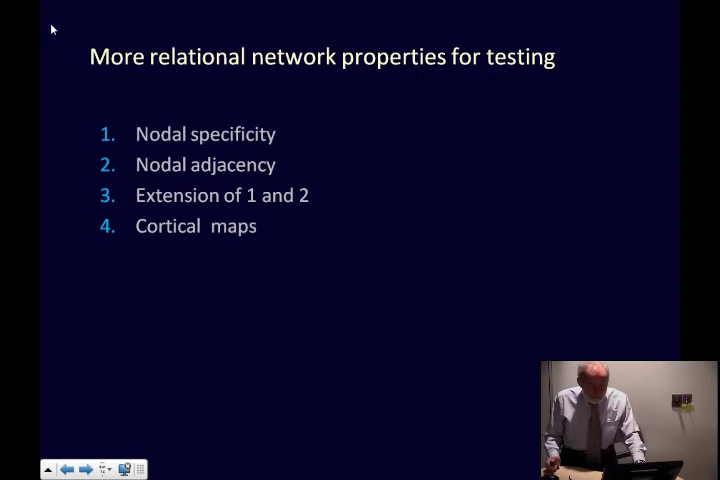 More relational network properties for testing
1. Nodal specificity
2. Nodal adjacency
3. Extension of 1 and 2
4. Cortical maps